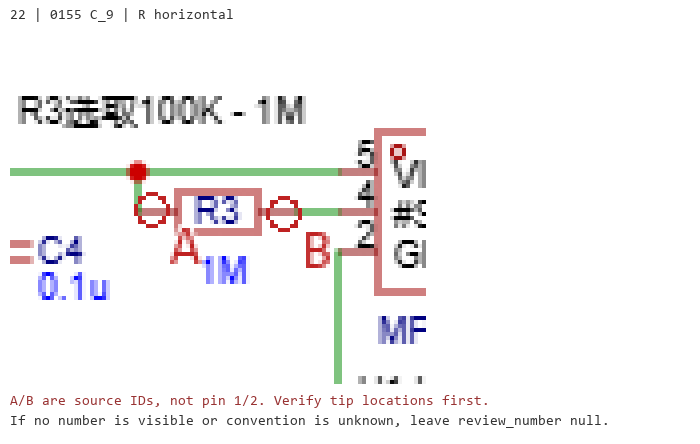 22 | 0155 C_9 | R horizontal
R3选取100K - 1M
5
4
R3
2
A
B
C4
1M
0.1u
A/B are source IDs, not pin 1/2. Verify tip locations first.
If no number is visible or convention is unknown, leave review_number null.